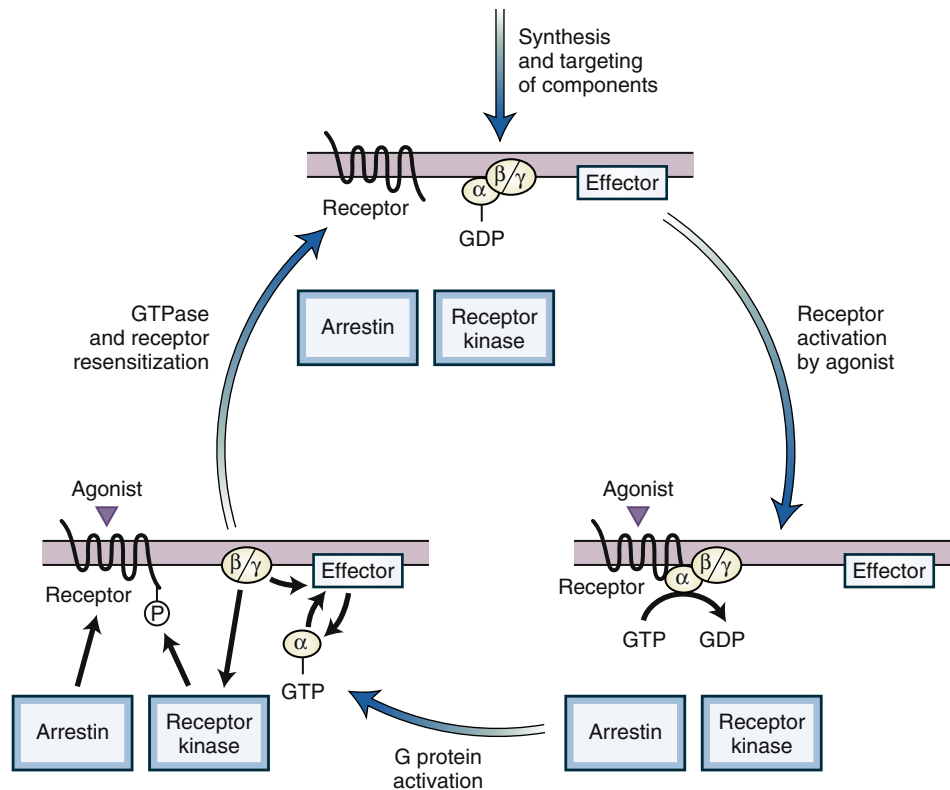 Synthesis
and targeting
of components
β/γ
α
Effector
Receptor
GDP
GTPase
and receptor
resensitization
Arrestin
Receptor
kinase
Receptor
activation
by agonist
Agonist
β/γ
Effector
Receptor
P
α
GTP
Arrestin
Receptor
kinase
Agonist
β/γ
α
Receptor
Effector
GTP
GDP
Arrestin
Receptor
kinase
G protein
activation